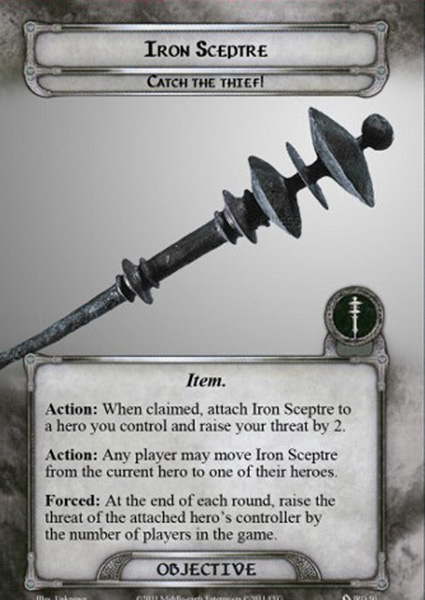 Iron Sceptre
Catch the thief!
Item.
Action: When claimed, attach Iron Sceptre to
a hero you control and raise your threat by 2.
Action: Any player may move Iron Sceptre
from the current hero to one of their heroes.
Forced: At the end of each round, raise the
threat of the attached hero's controller by
the number of players in the game.
OBJECTIVE